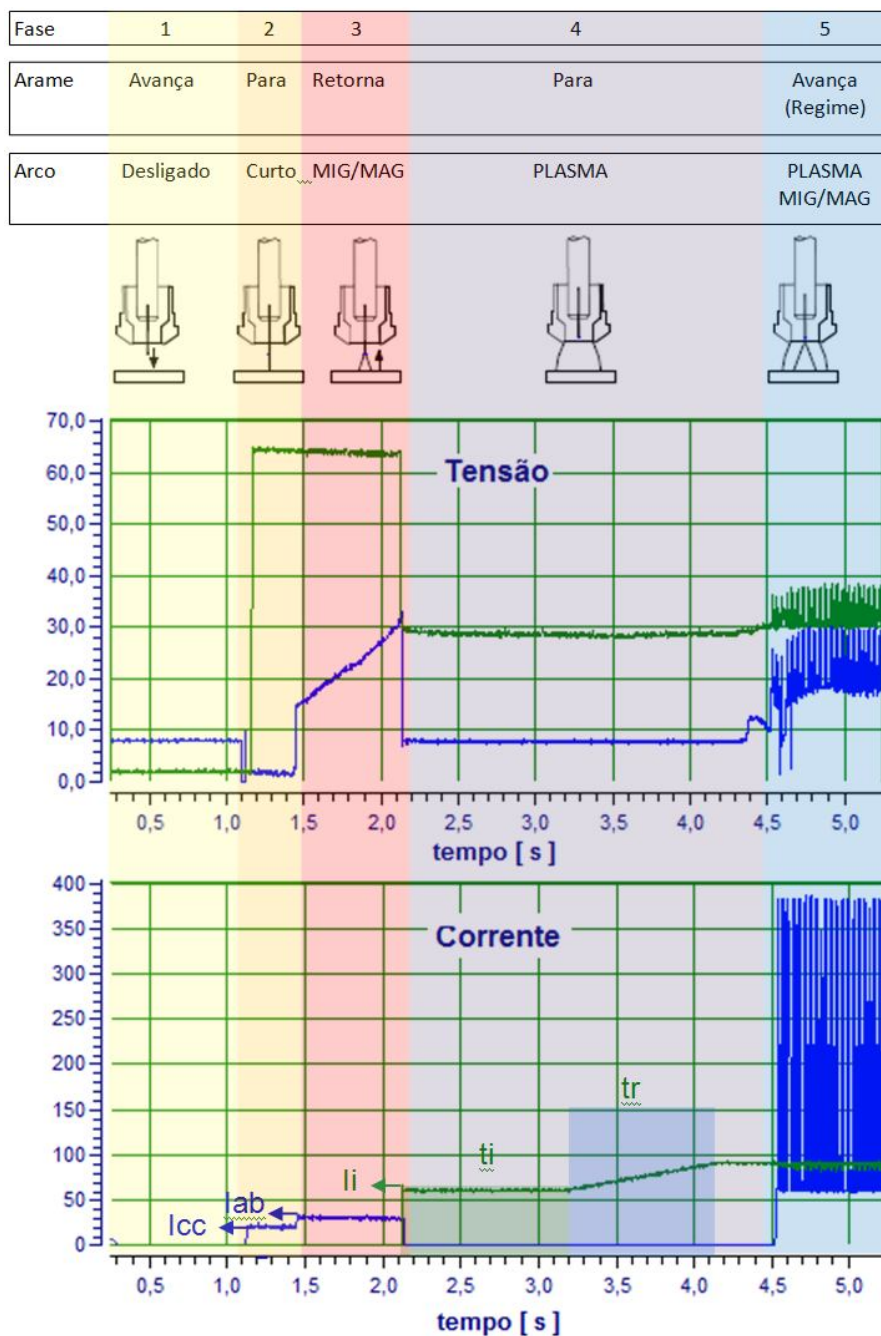 Fase 1 2 3 4 5
Arame Avança Para Retorna Para Avança
(Regime)
Arco Desligado Curto MIG/MAG PLASMA PLASMA
MIG/MAG
70,0
60,0
50,0
40,0
30,0
20,0
10,0
0,0
Tensão
0,5 1,0 1,5 2,0 2,5 3,0 3,5 4,0 4,5 5,0
tempo [ s ]
400
350
300
250
200
150
100
50
0
Corrente
tr
ti
Ii
Iab
Icc
0,5 1,0 1,5 2,0 2,5 3,0 3,5 4,0 4,5 5,0
tempo [ s ]